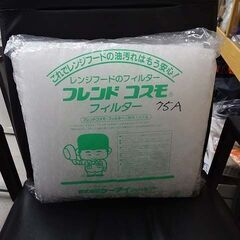 これでレンジフードの油汚れはもう安心!
レンジフードのフィルター
フレンド コスモ®
フィルター
75A